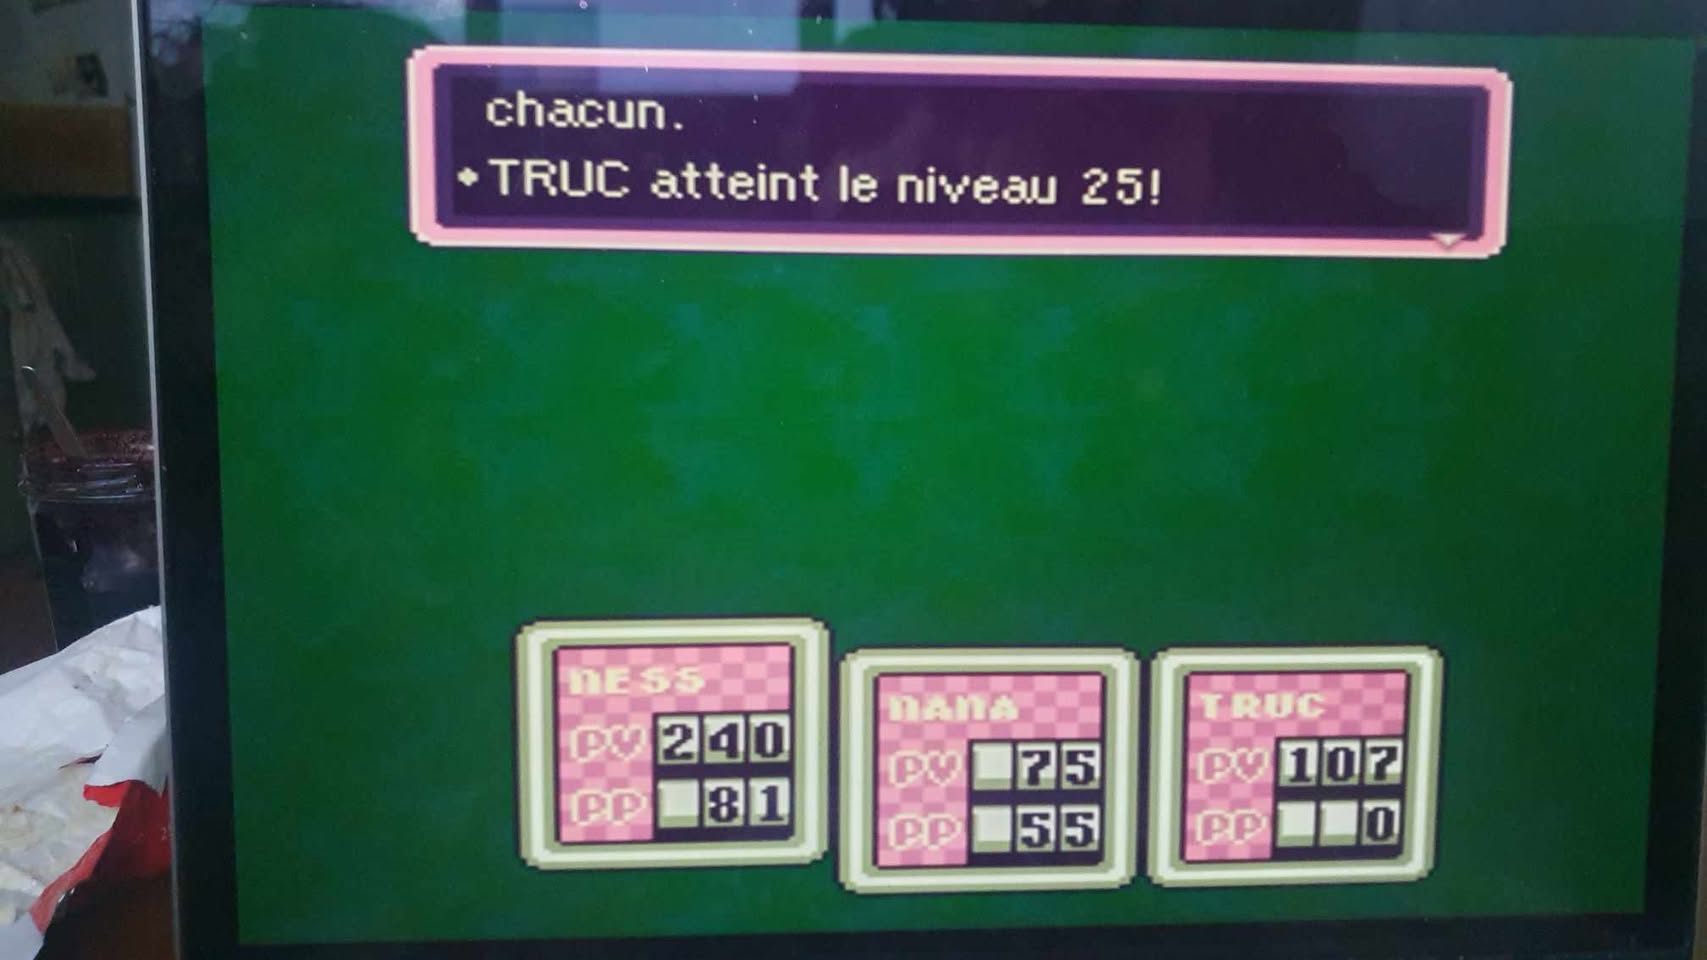 chacun.
•TRUC atteint le niveau 25!
NESS
PV 240
PP 81
NANA
PV 75
PP 55
TRUC
PV 107
PP 0